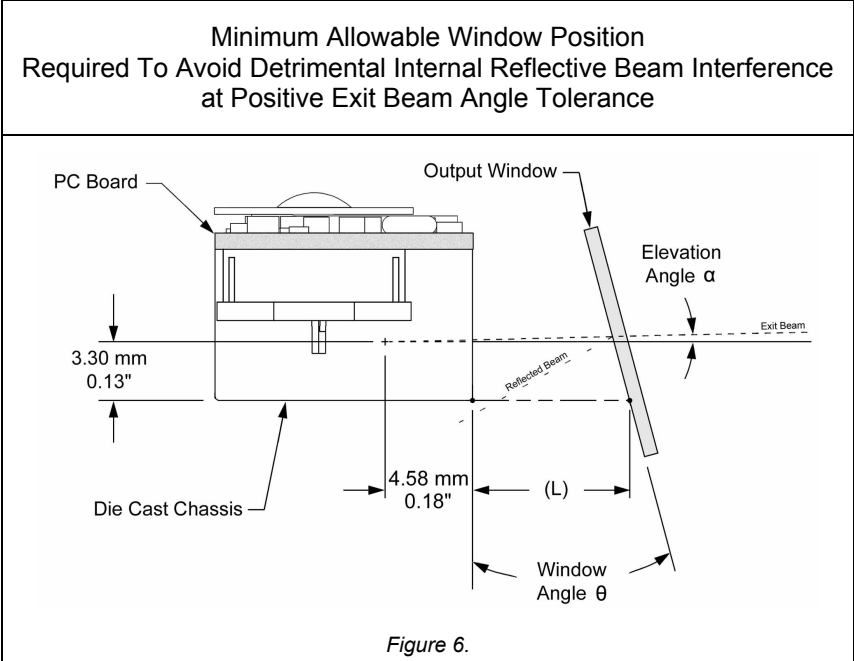 Minimum Allowable Window Position
Required To Avoid Detrimental Internal Reflective Beam Interference
at Positive Exit Beam Angle Tolerance
PC Board
Output Window
Elevation
Angle α
Exit Beam
3.30 mm
0.13"
Reflected Beam
4.58 mm
0.18"
(L)
Die Cast Chassis
Window
Angle θ
Figure 6.